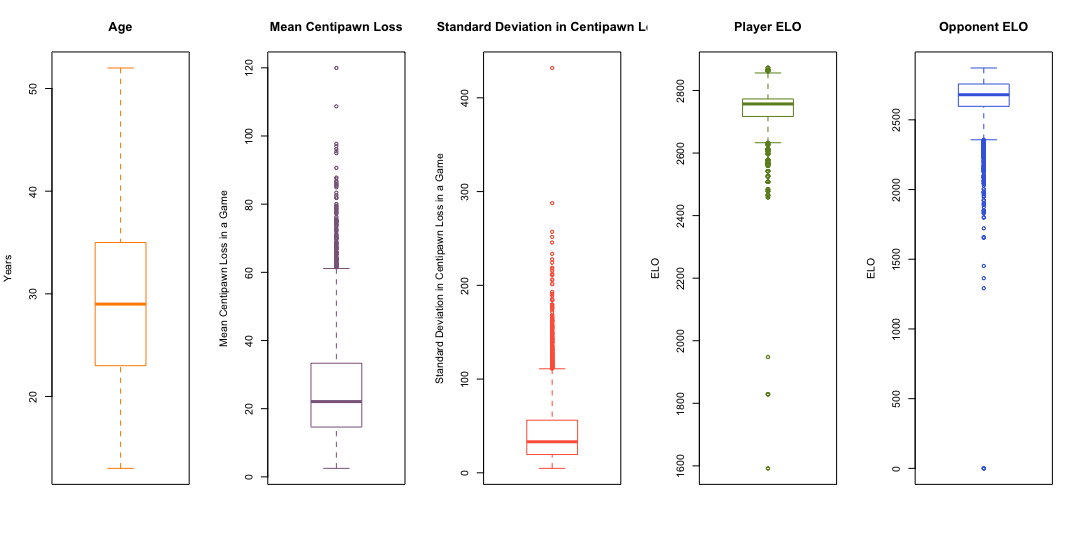 Age
Mean Centipawn Loss
Standard Deviation in Centipawn Lo
Player ELO
Opponent ELO
Years
50
40
30
20
Mean Centipawn Loss in a Game
120
100
80
60
40
20
0
Standard Deviation in Centipawn Loss in a Game
400
300
200
100
0
ELO
2800
2600
2400
2200
2000
1800
1600
ELO
2500
2000
1500
1000
500
0